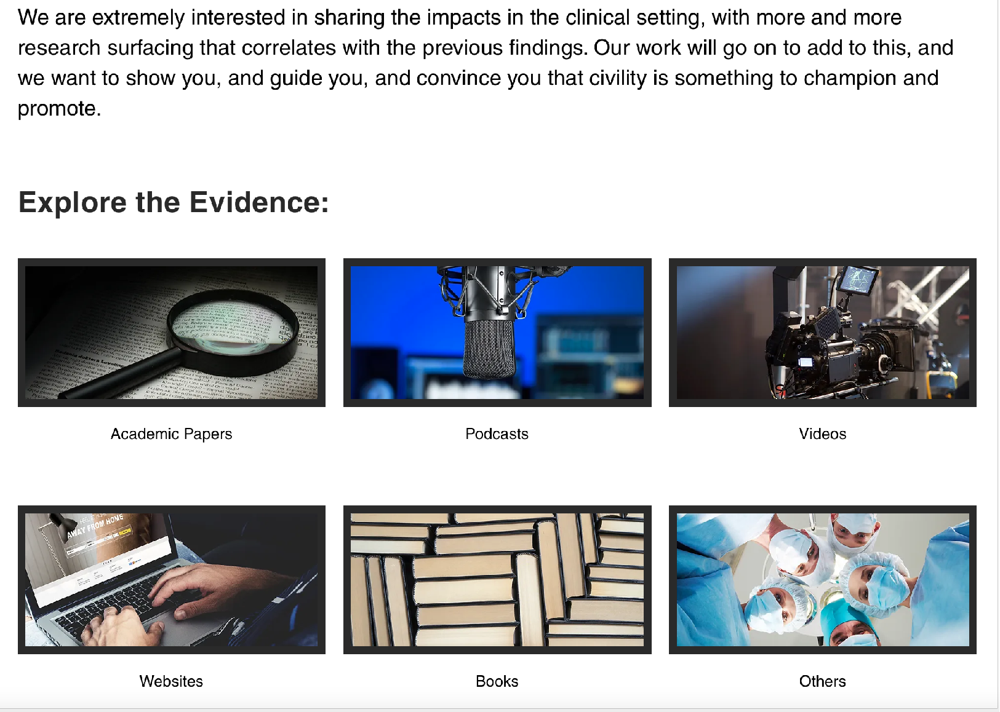 We are extremely interested in sharing the impacts in the clinical setting, with more and more
research surfacing that correlates with the previous findings. Our work will go on to add to this, and
we want to show you, and guide you, and convince you that civility is something to champion and
promote.
Explore the Evidence:
Badania doktora Leveing
Academic Papers
Podcasts
Videos
AWAY FROM HOME
Websites
Books
Others